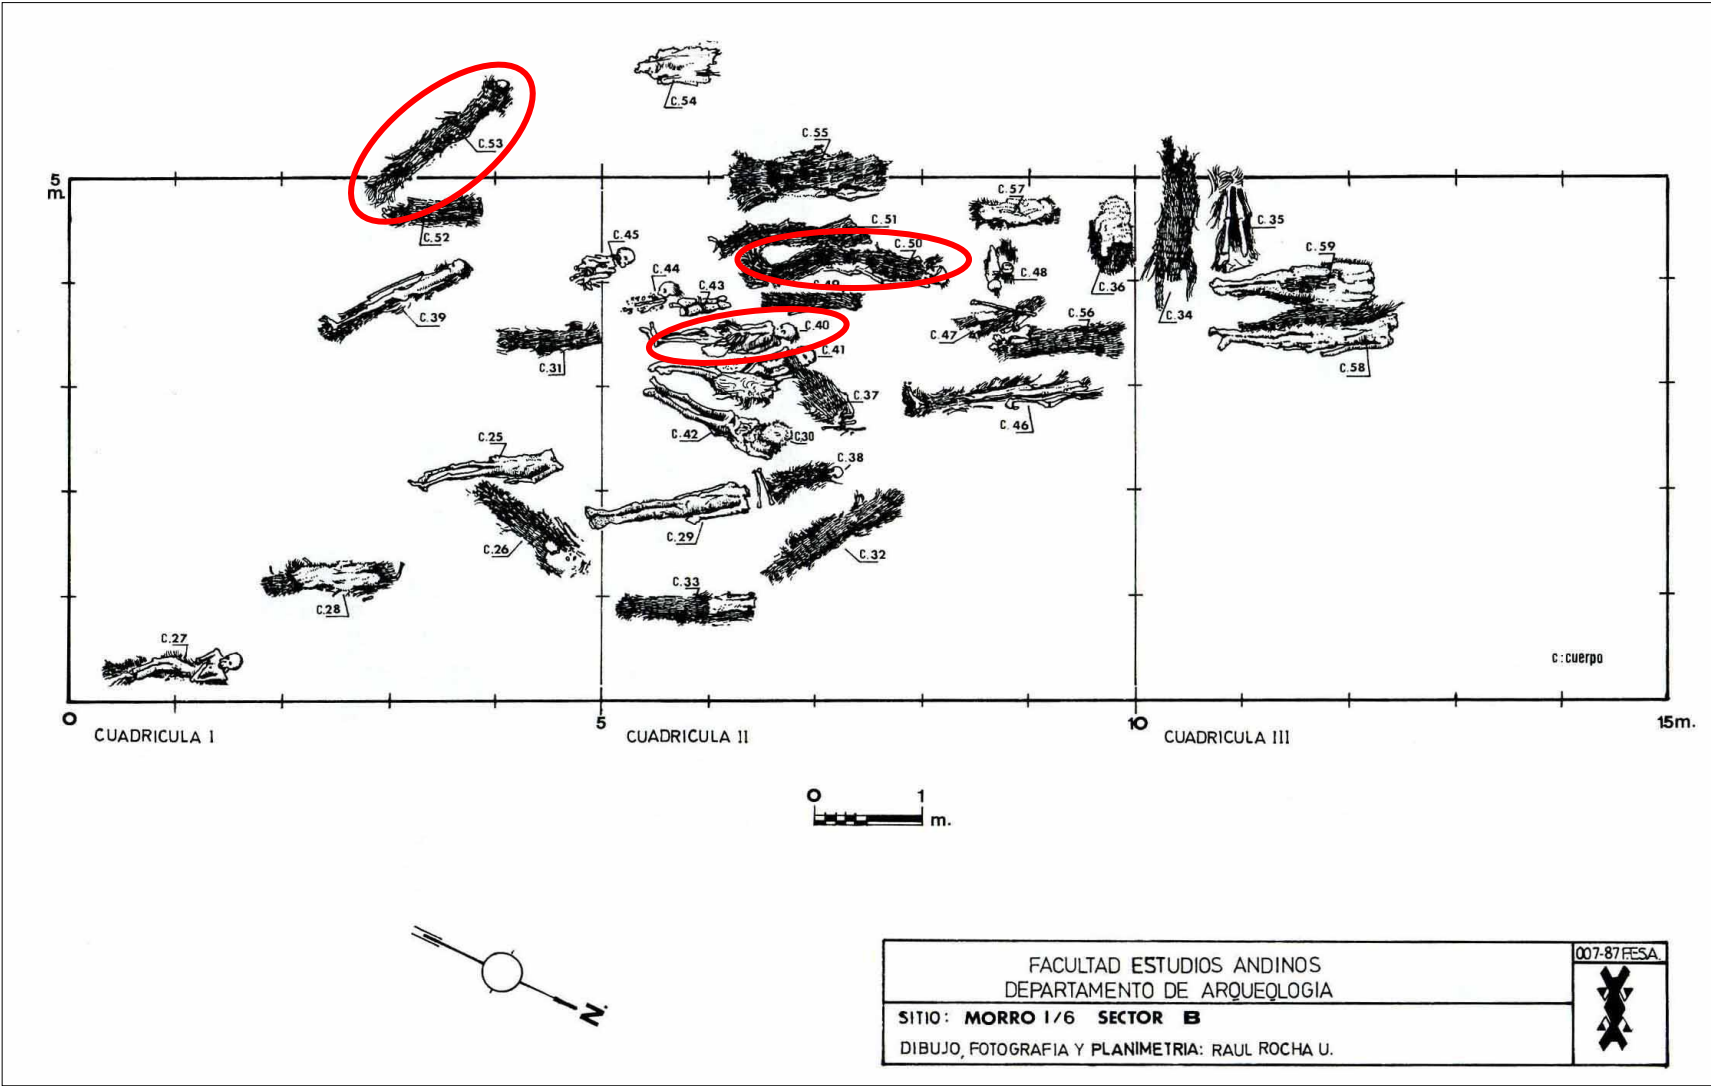 C.54
C.53
C.55
5
m.
C.57
C.52
C.51
C.50
C.45
C.35
C.59
C.44
C.43
C.48
C.49
C.36
C.34
C.39
C.40
C.47
C.56
C.41
C.31
C.58
C.37
C.46
C.25
C.42
C.30
C.38
C.26
C.29
C.32
C.28
C.33
C.27
c:cuerpo
0
5
10
15m.
CUADRICULA I
CUADRICULA II
CUADRICULA III
0
1
m.
N.
FACULTAD ESTUDIOS ANDINOS
DEPARTAMENTO DE ARQUEOLOGIA
007-87 F.E.S.A.
SITIO: MORRO 1/6 SECTOR B
DIBUJO, FOTOGRAFIA Y PLANIMETRIA: RAUL ROCHA U.